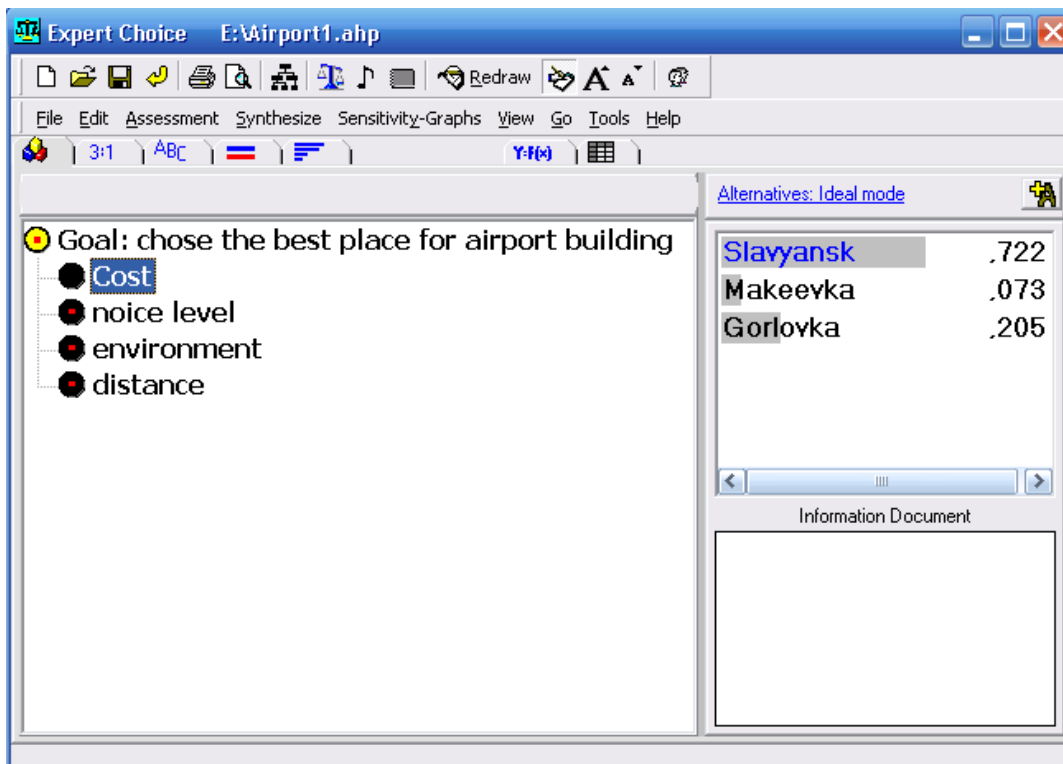 Expert Choice E:\Airport1.ahp
Redraw A A
File Edit Assessment Synthesize Sensitivity-Graphs View Go Tools Help
3:1 ABC Y=F(x)
Alternatives: Ideal mode
Goal: chose the best place for airport building
Cost
noice level
environment
distance
Slavyansk ,722
Makeevka ,073
Gorlovka ,205
Information Document